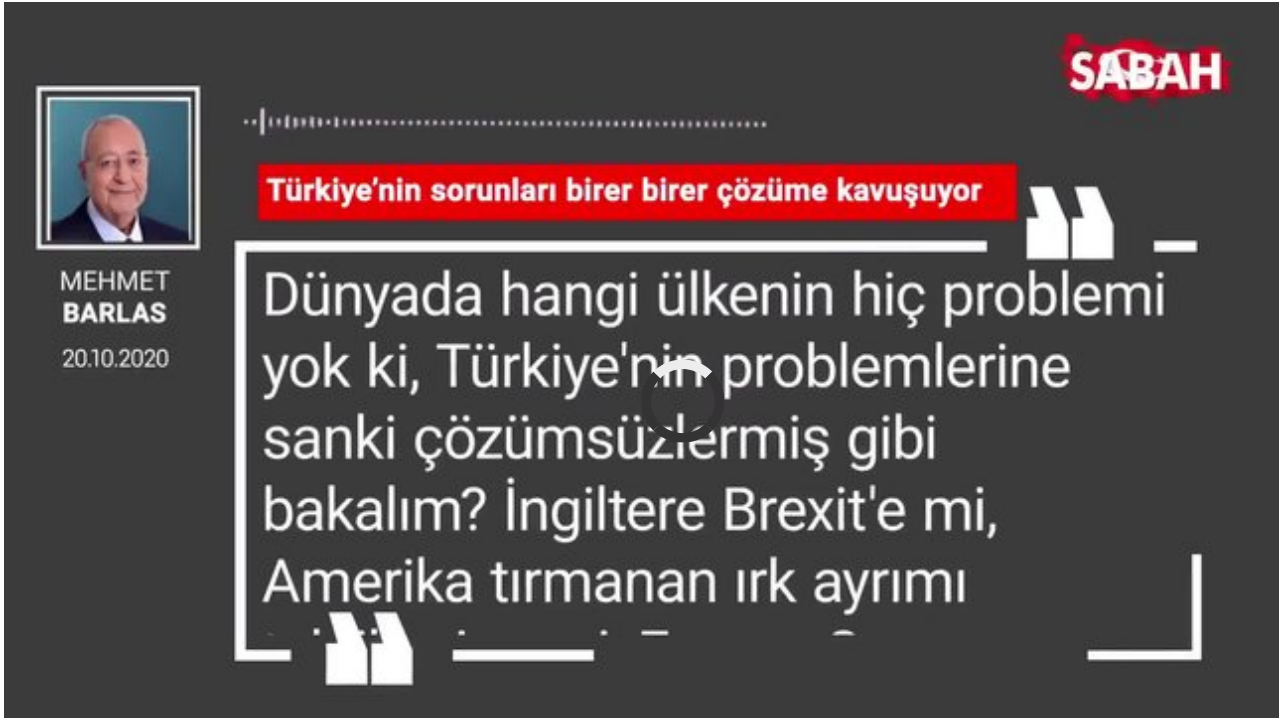 SABAH
MEHMET
BARLAS
20.10.2020
Türkiye'nin sorunları birer birer çözüme kavuşuyor
Dünyada hangi ülkenin hiç problemi
yok ki, Türkiye'nin problemlerine
sanki çözümsüzlermiş gibi
bakalım? İngiltere Brexit'e mi,
Amerika tırmanan ırk ayrımı